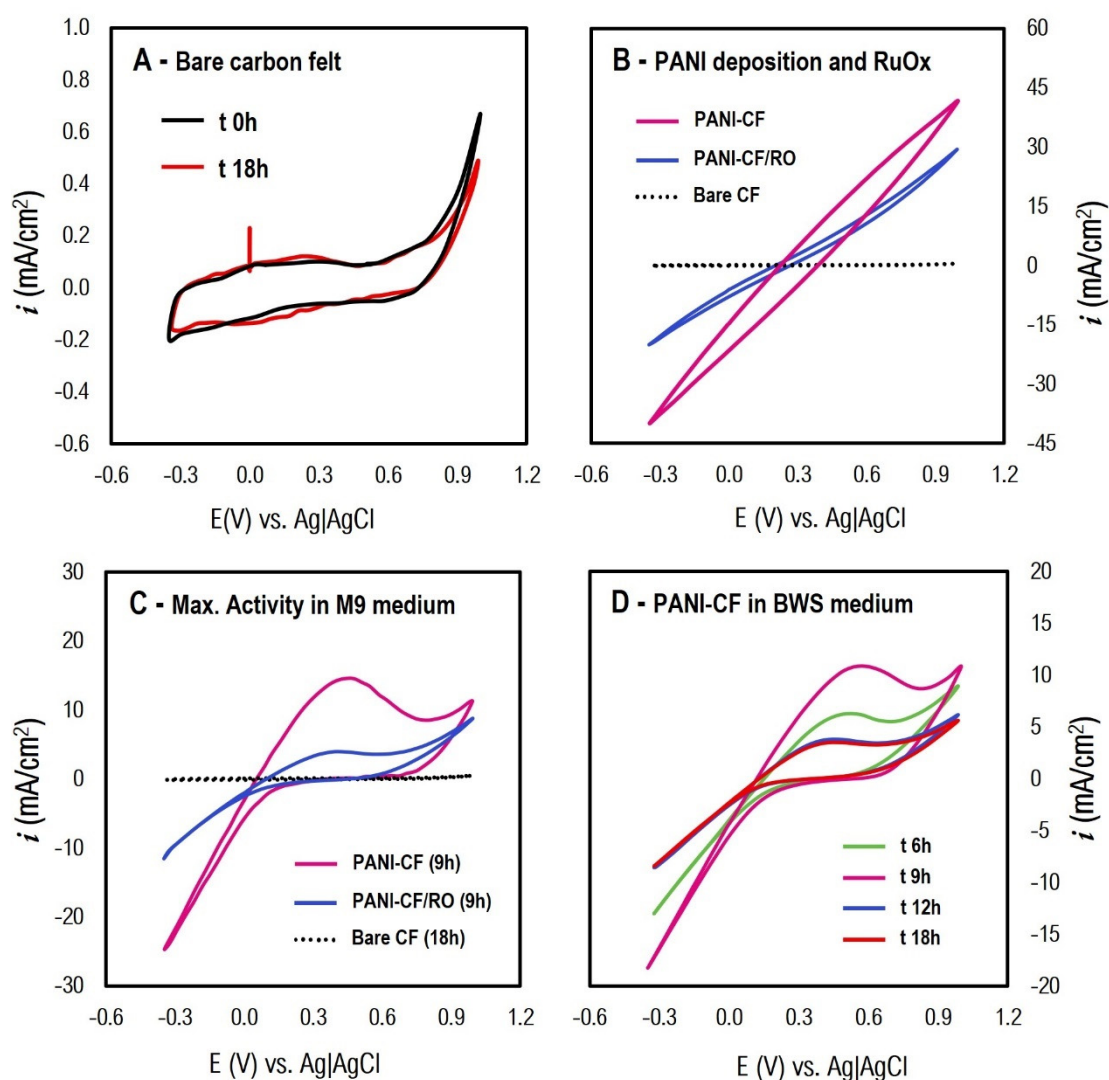 A - Bare carbon felt
t 0h
t 18h
1.0
0.8
0.6
0.4
0.2
0.0
-0.2
-0.4
-0.6
i (mA/cm²)
-0.6 -0.3 0.0 0.3 0.6 0.9 1.2
E(V) vs. Ag|AgCl
B - PANI deposition and RuOx
PANI-CF
PANI-CF/RO
Bare CF
60
45
30
15
0
-15
-30
-45
i (mA/cm²)
-0.6 -0.3 0.0 0.3 0.6 0.9 1.2
E (V) vs. Ag|AgCl
C - Max. Activity in M9 medium
30
20
10
0
-10
-20
-30
i (mA/cm²)
PANI-CF (9h)
PANI-CF/RO (9h)
Bare CF (18h)
-0.6 -0.3 0.0 0.3 0.6 0.9 1.2
E (V) vs. Ag|AgCl
D - PANI-CF in BWS medium
20
15
10
5
0
-5
-10
-15
-20
i (mA/cm²)
t 6h
t 9h
t 12h
t 18h
-0.6 -0.3 0.0 0.3 0.6 0.9 1.2
E (V) vs. Ag|AgCl